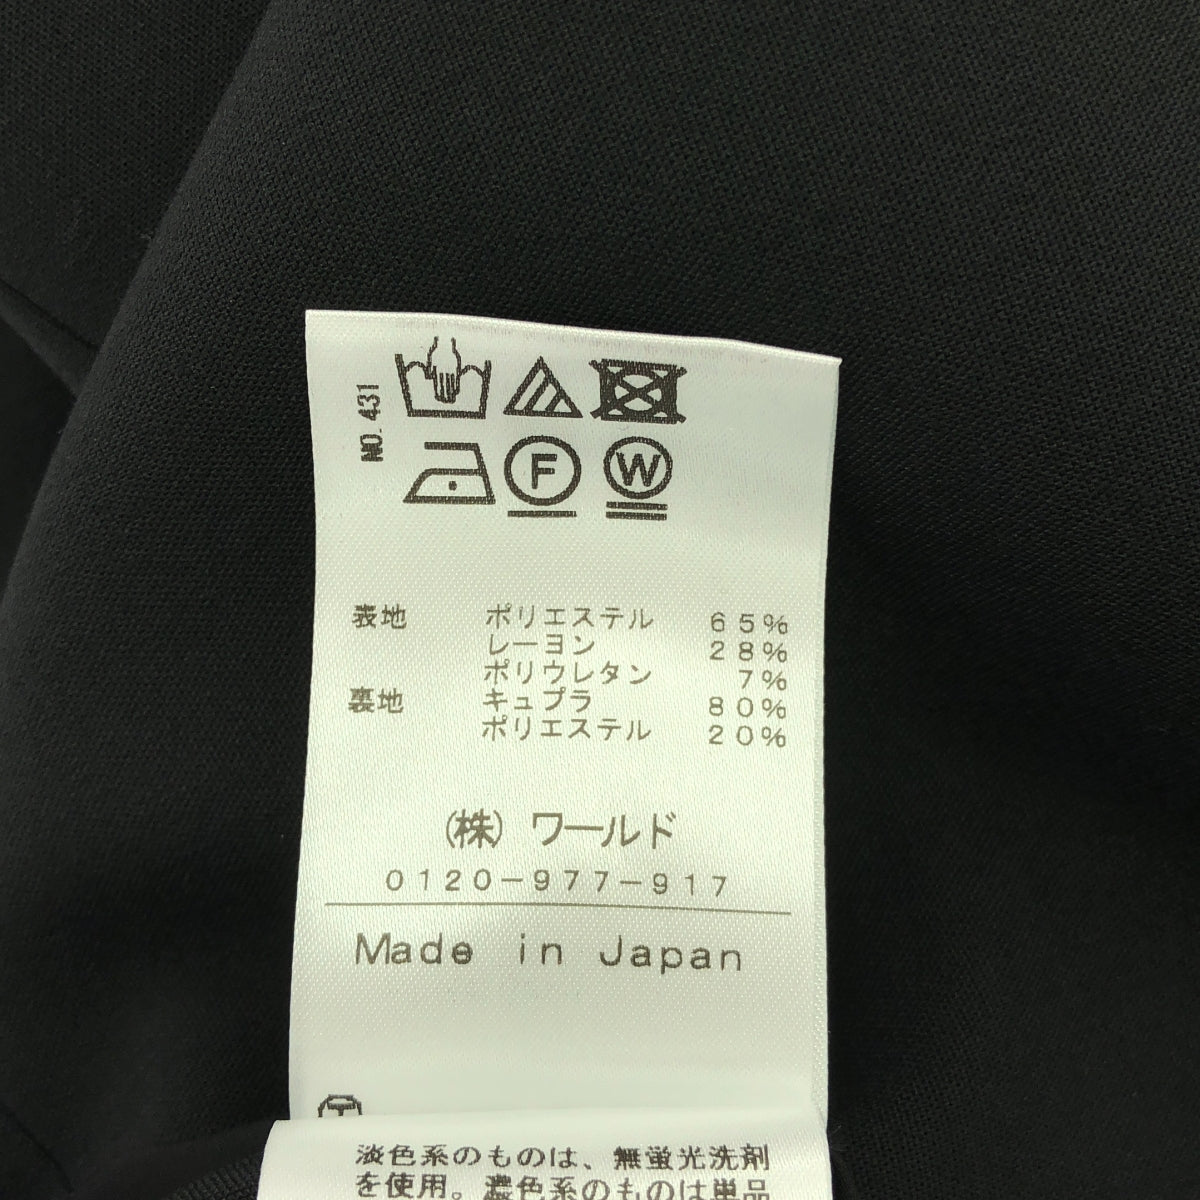 NO. 431
F
W
表地 ポリエステル 65%
レーヨン 28%
ポリウレタン 7%
裏地 キュプラ 80%
ポリエステル 20%
(株) ワールド
0120-977-917
Made in Japan
淡色系のものは、無蛍光洗剤
を使用。濃色系のものは単品